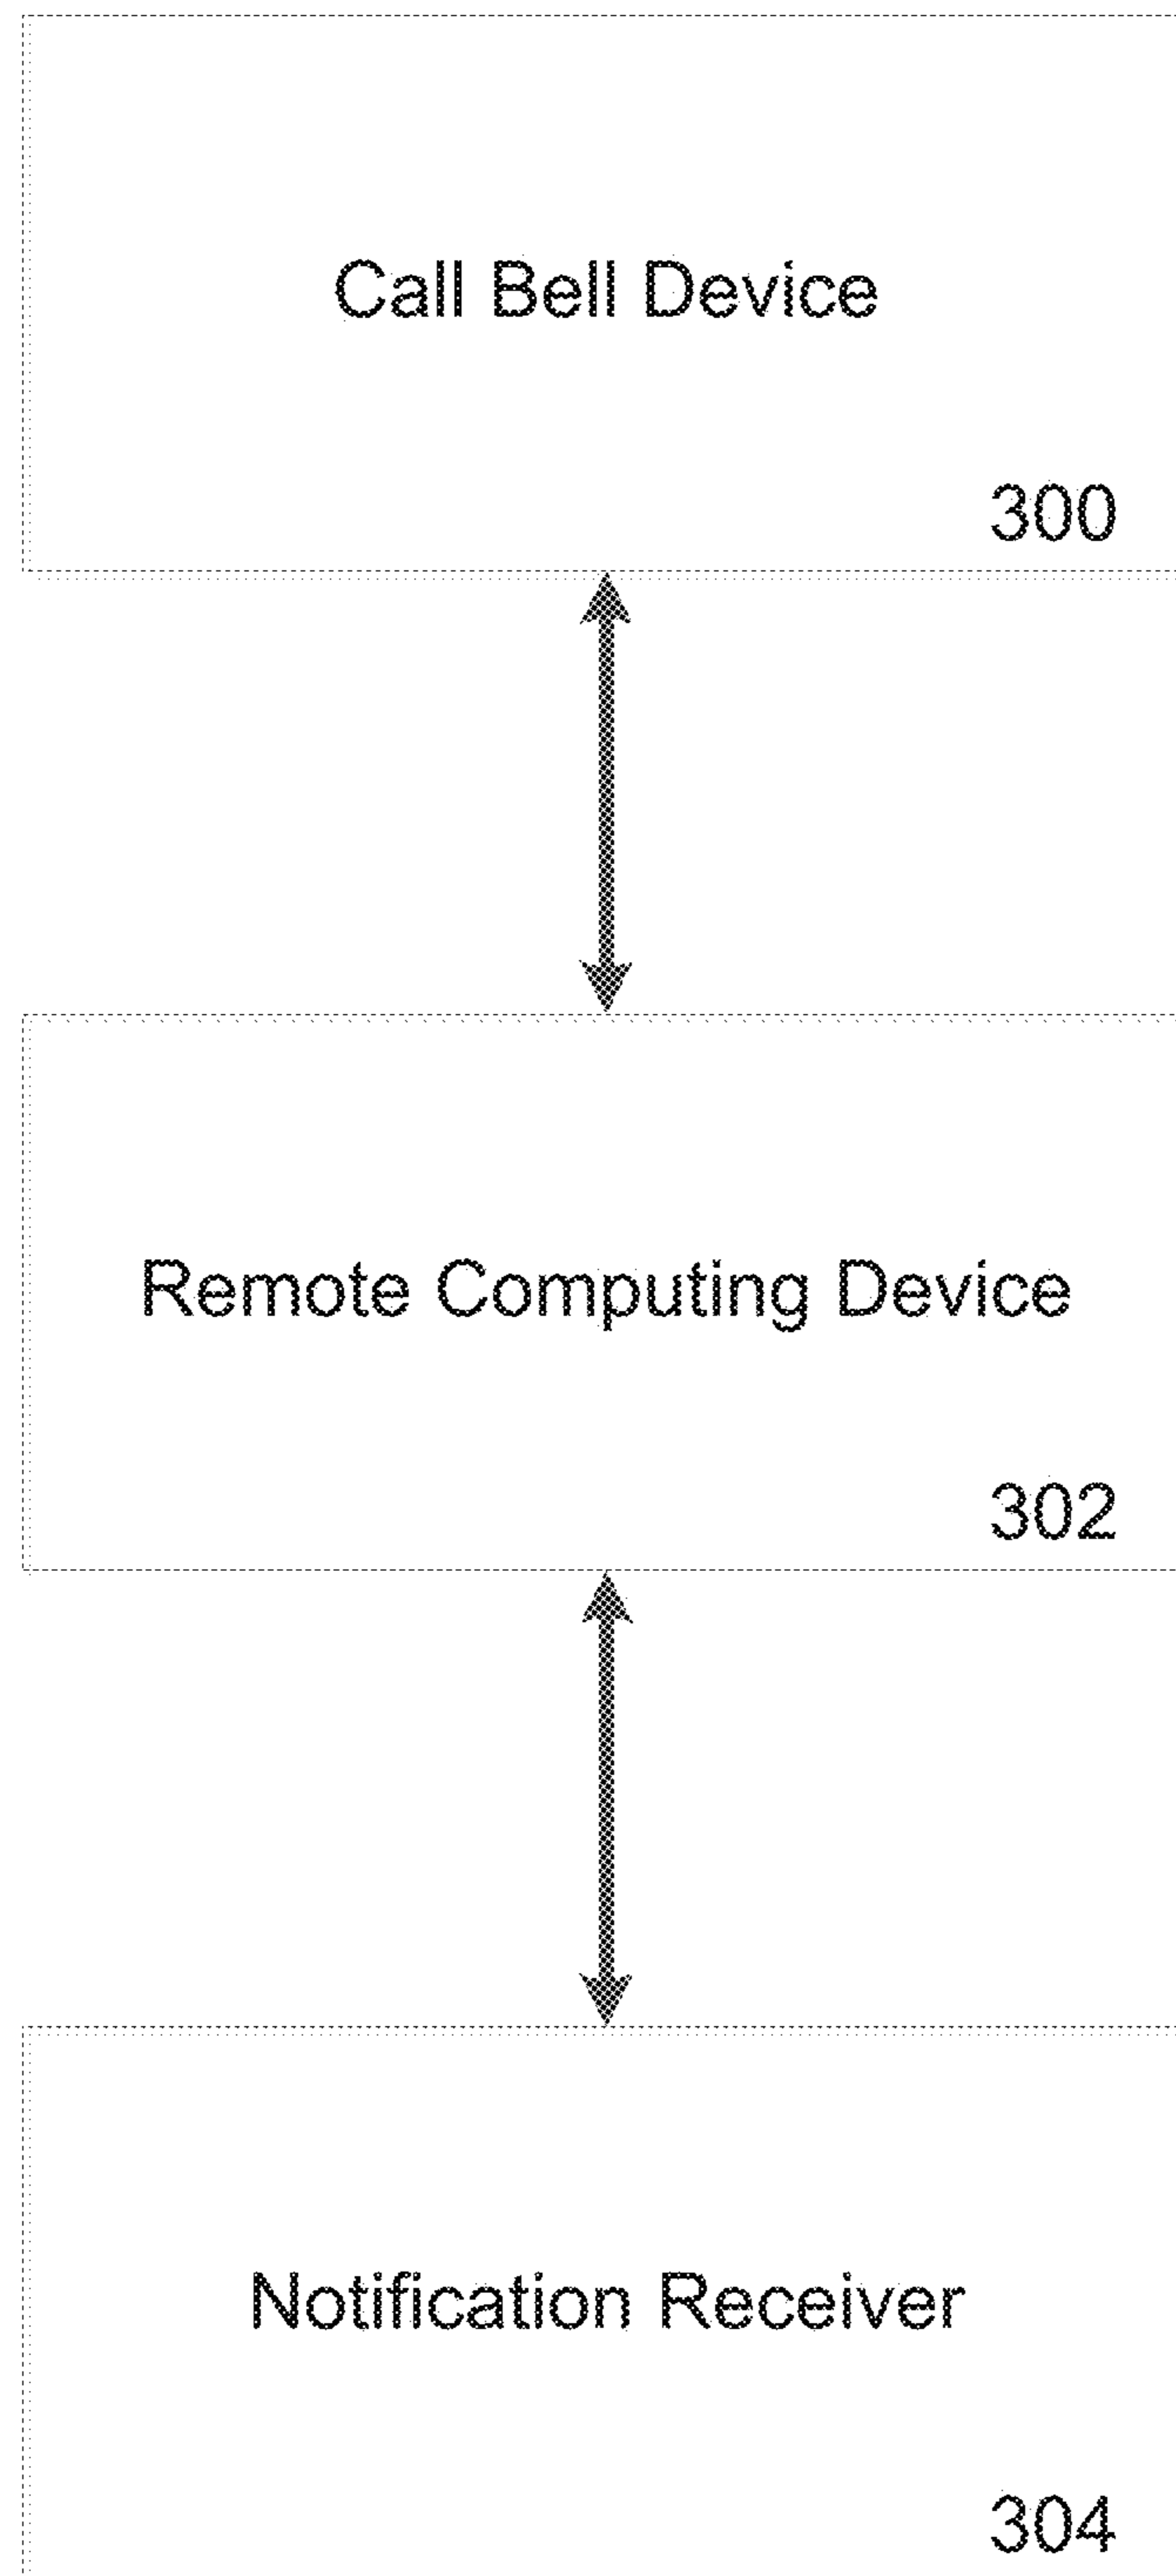 Call Bell Device
300
Remote Computing Device
302
Notification Receiver
304